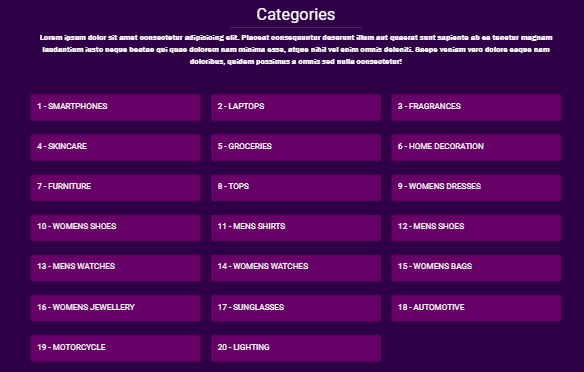 Categories
Lorem ipsum dolor sit amet consectetur adipisicing elit. Placeat consequuntur deserunt illum aut quaerat sunt sapiente ab ea tenetur magnam
laudantium iusto neque beatae qui quae dolorem nam minima esse, atque nihil vel enim omnis deleniti. Saepe veniam vero dolore eaque nam
doloribus, quidem possimus a omnis sed nulla consectetur!
1 - SMARTPHONES
2 - LAPTOPS
3 - FRAGRANCES
4 - SKINCARE
5 - GROCERIES
6 - HOME DECORATION
7 - FURNITURE
8 - TOPS
9 - WOMENS DRESSES
10 - WOMENS SHOES
11 - MENS SHIRTS
12 - MENS SHOES
13 - MENS WATCHES
14 - WOMENS WATCHES
15 - WOMENS BAGS
16 - WOMENS JEWELLERY
17 - SUNGLASSES
18 - AUTOMOTIVE
19 - MOTORCYCLE
20 - LIGHTING